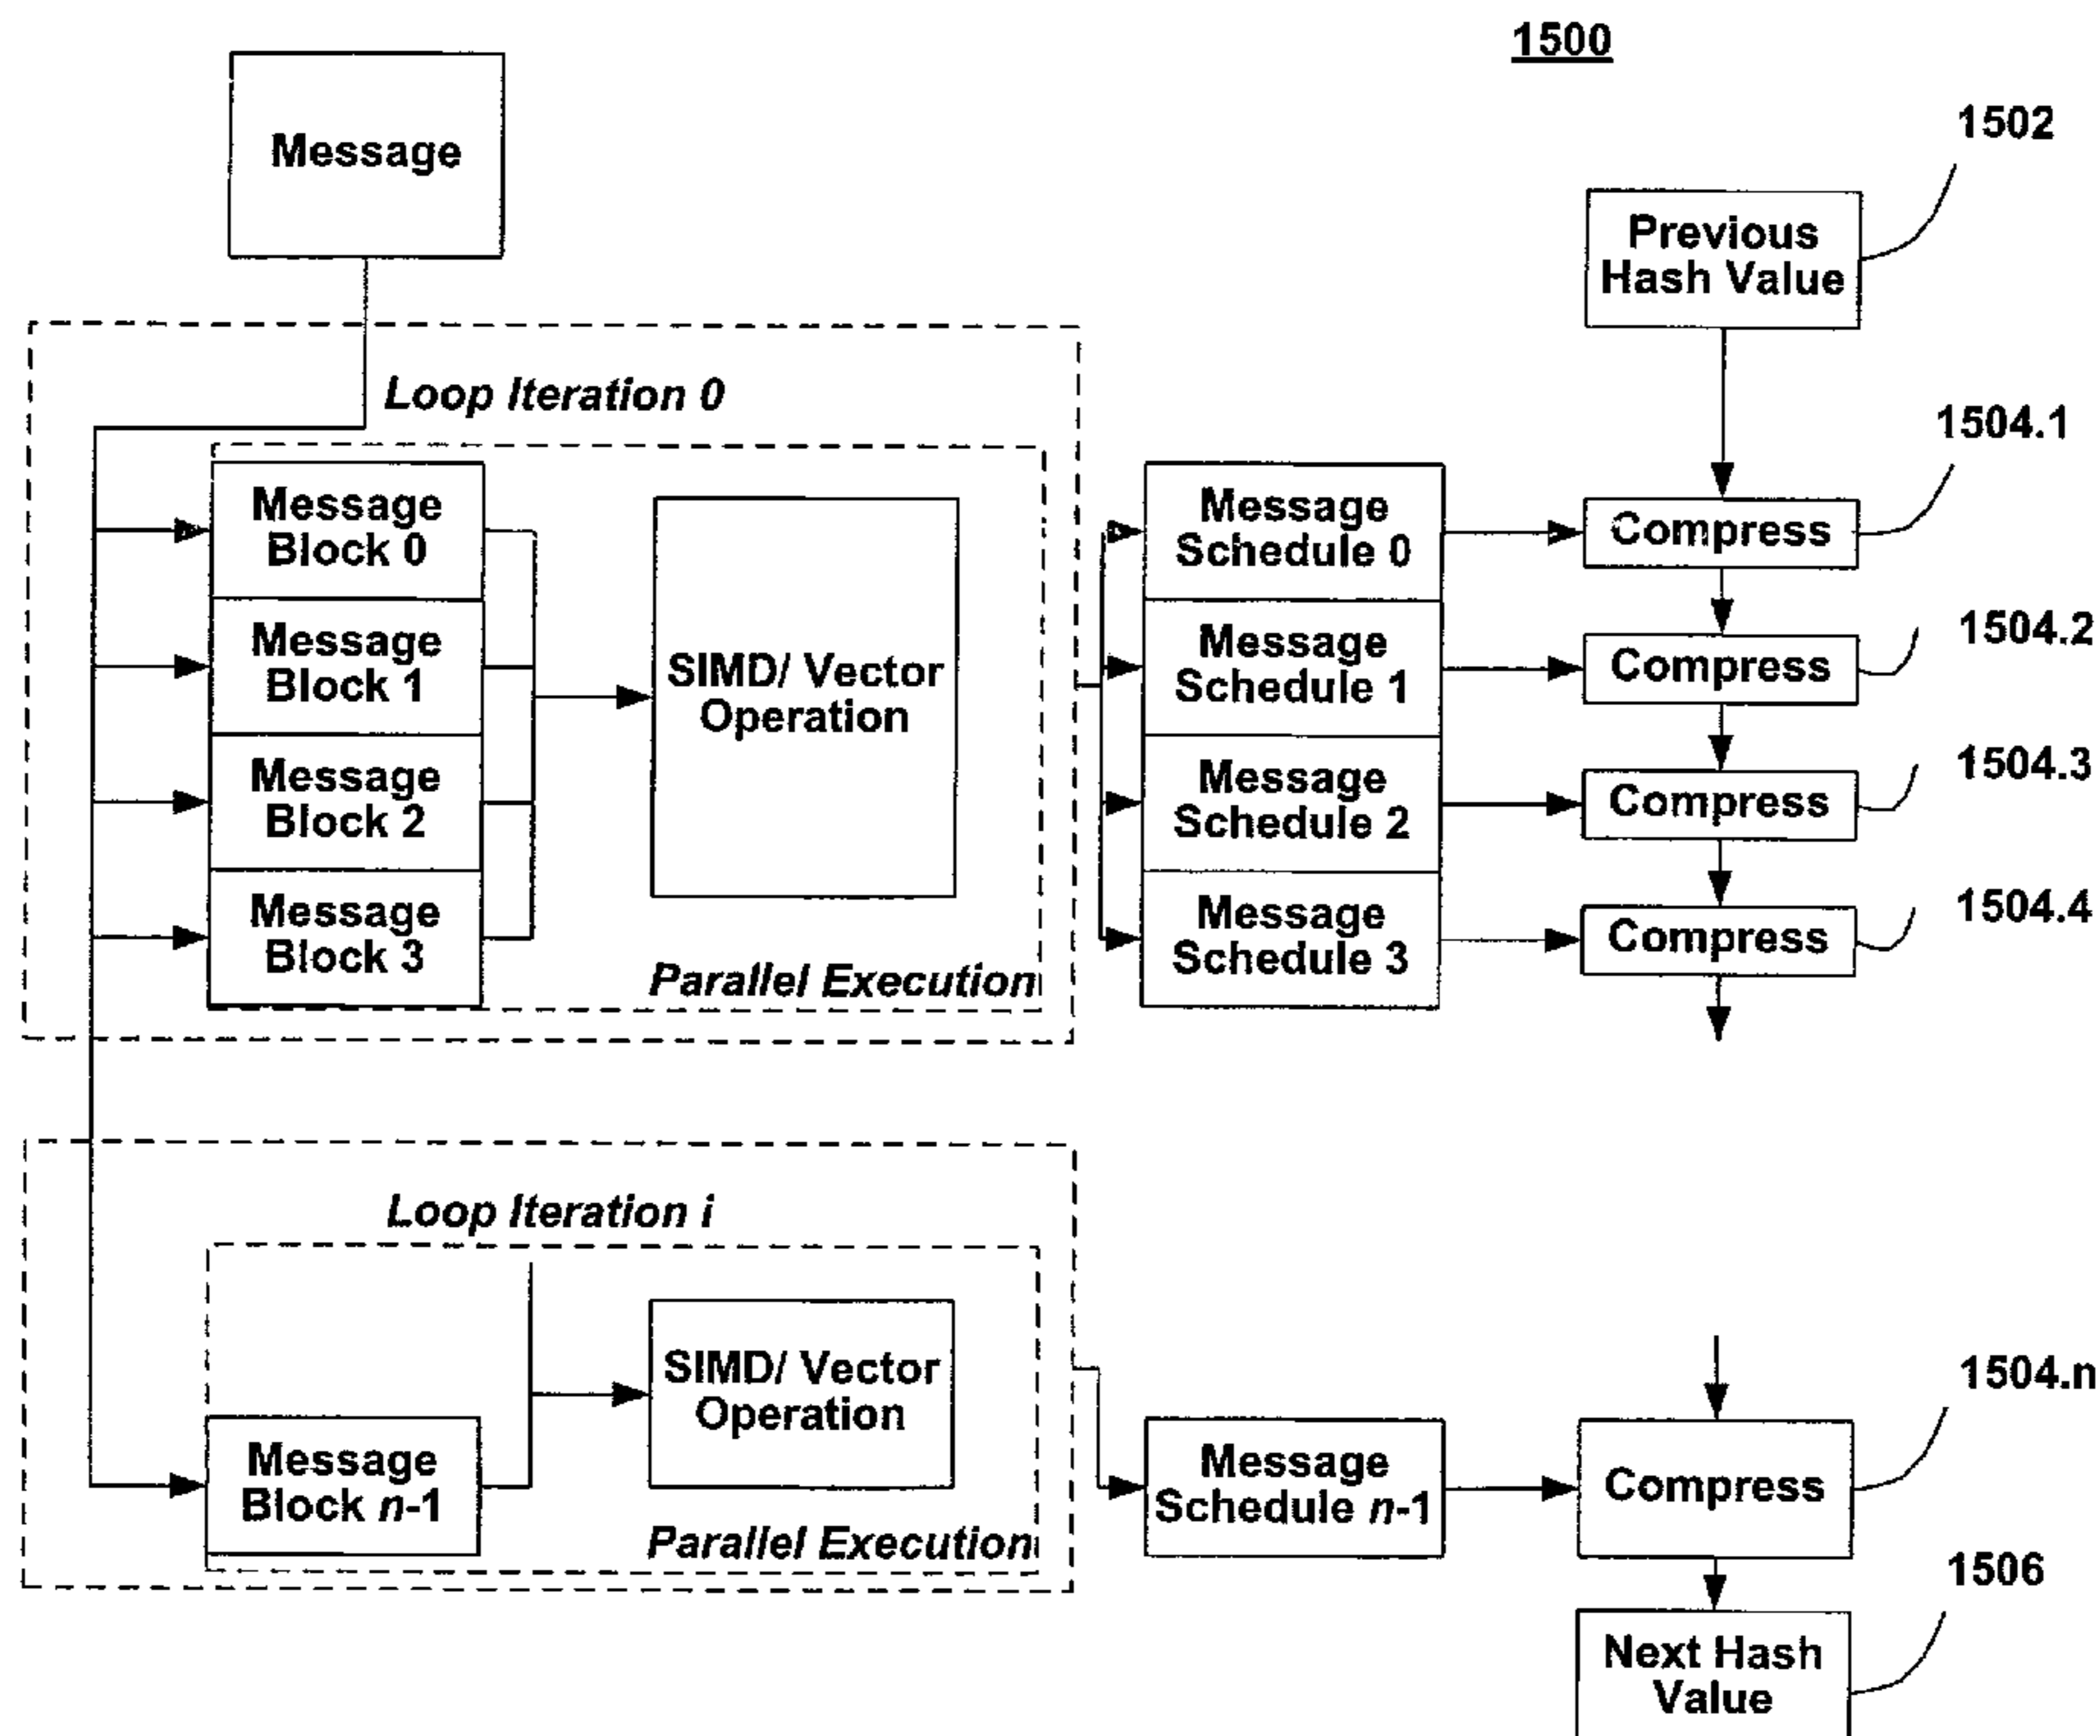 1500
Message
1502
Previous
Hash Value
Loop Iteration 0
1504.1
Message
Block 0
Message
Schedule 0
Compress
1504.2
Message
Block 1
SIMD/ Vector
Operation
Message
Schedule 1
Compress
1504.3
Message
Block 2
Message
Schedule 2
Compress
1504.4
Message
Block 3
Message
Schedule 3
Compress
Parallel Execution
Loop Iteration i
SIMD/ Vector
Operation
1504.n
Message
Block n-1
Message
Schedule n-1
Compress
Parallel Execution
1506
Next Hash
Value